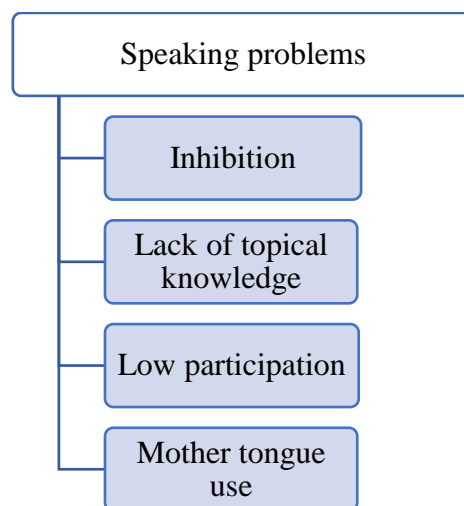 Speaking problems
Inhibition
Lack of topical
knowledge
Low participation
Mother tongue
use